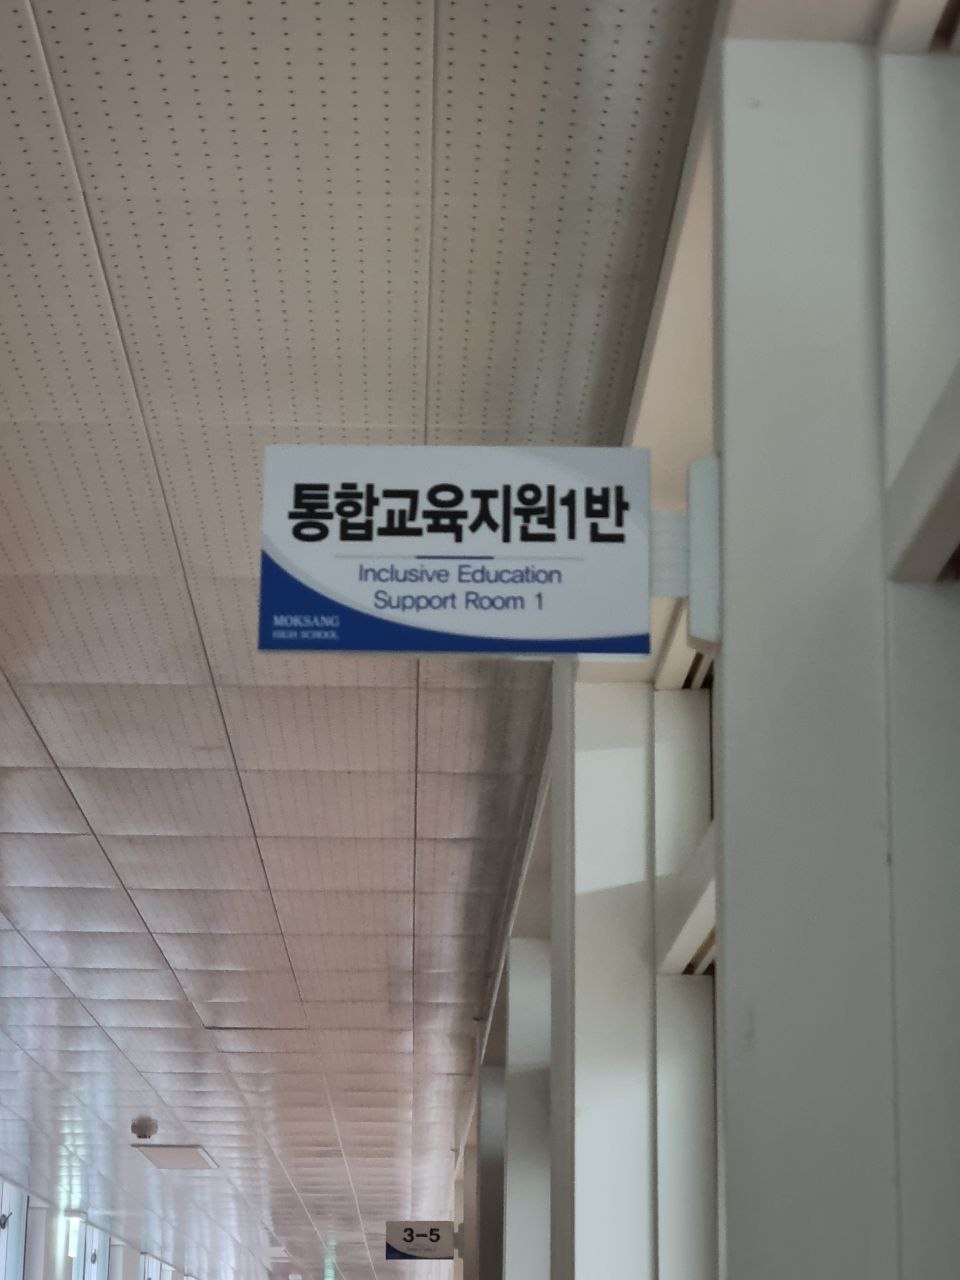 통합교육지원1반
Inclusive Education
Support Room 1
MOKSANG
HIGH SCHOOL
3-5